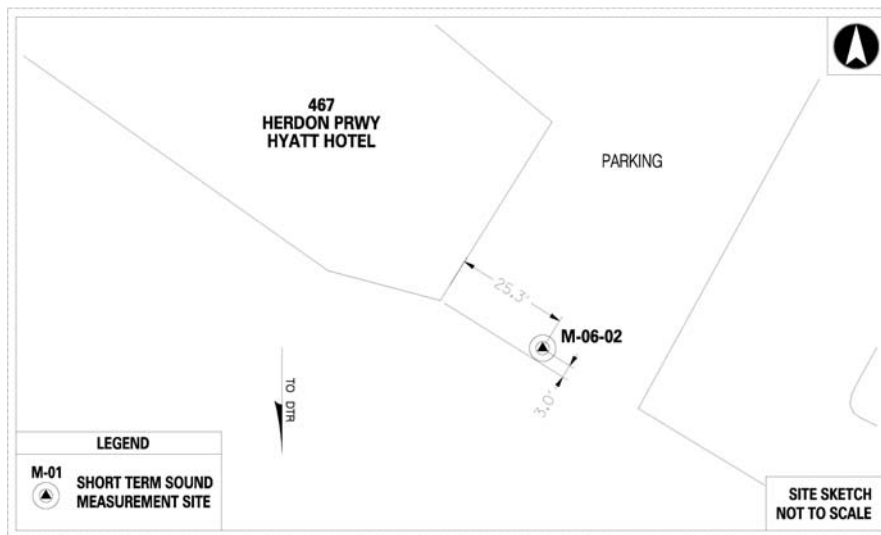 467
HERDON PRWY
HYATT HOTEL
PARKING
25.3'
M-06-02
3.0'
TO DTR
LEGEND
M-01
SHORT TERM SOUND
MEASUREMENT SITE
SITE SKETCH
NOT TO SCALE